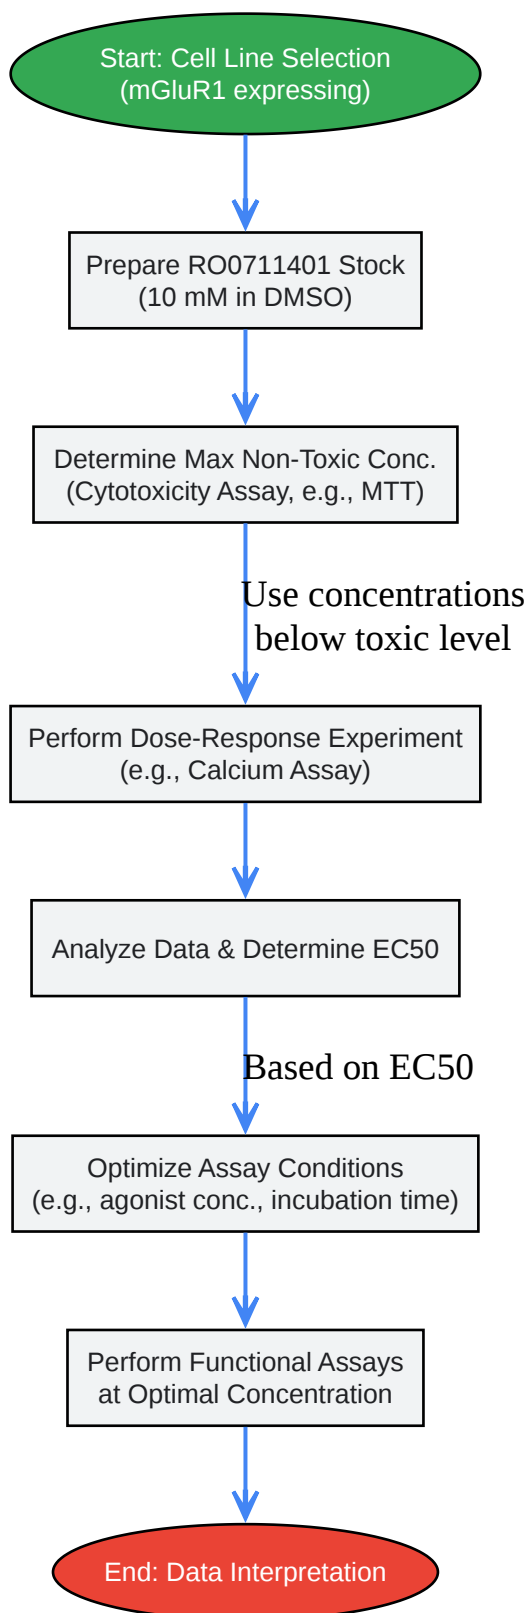 Start: Cell Line Selection
(mGluR1 expressing)
Prepare RO0711401 Stock
(10 mM in DMSO)
Determine Max Non-Toxic Conc.
(Cytotoxicity Assay, e.g., MTT)
Use concentrations
below toxic level
Perform Dose-Response Experiment
(e.g., Calcium Assay)
Analyze Data & Determine EC50
Based on EC50
Optimize Assay Conditions
(e.g., agonist conc., incubation time)
Perform Functional Assays
at Optimal Concentration
End: Data Interpretation